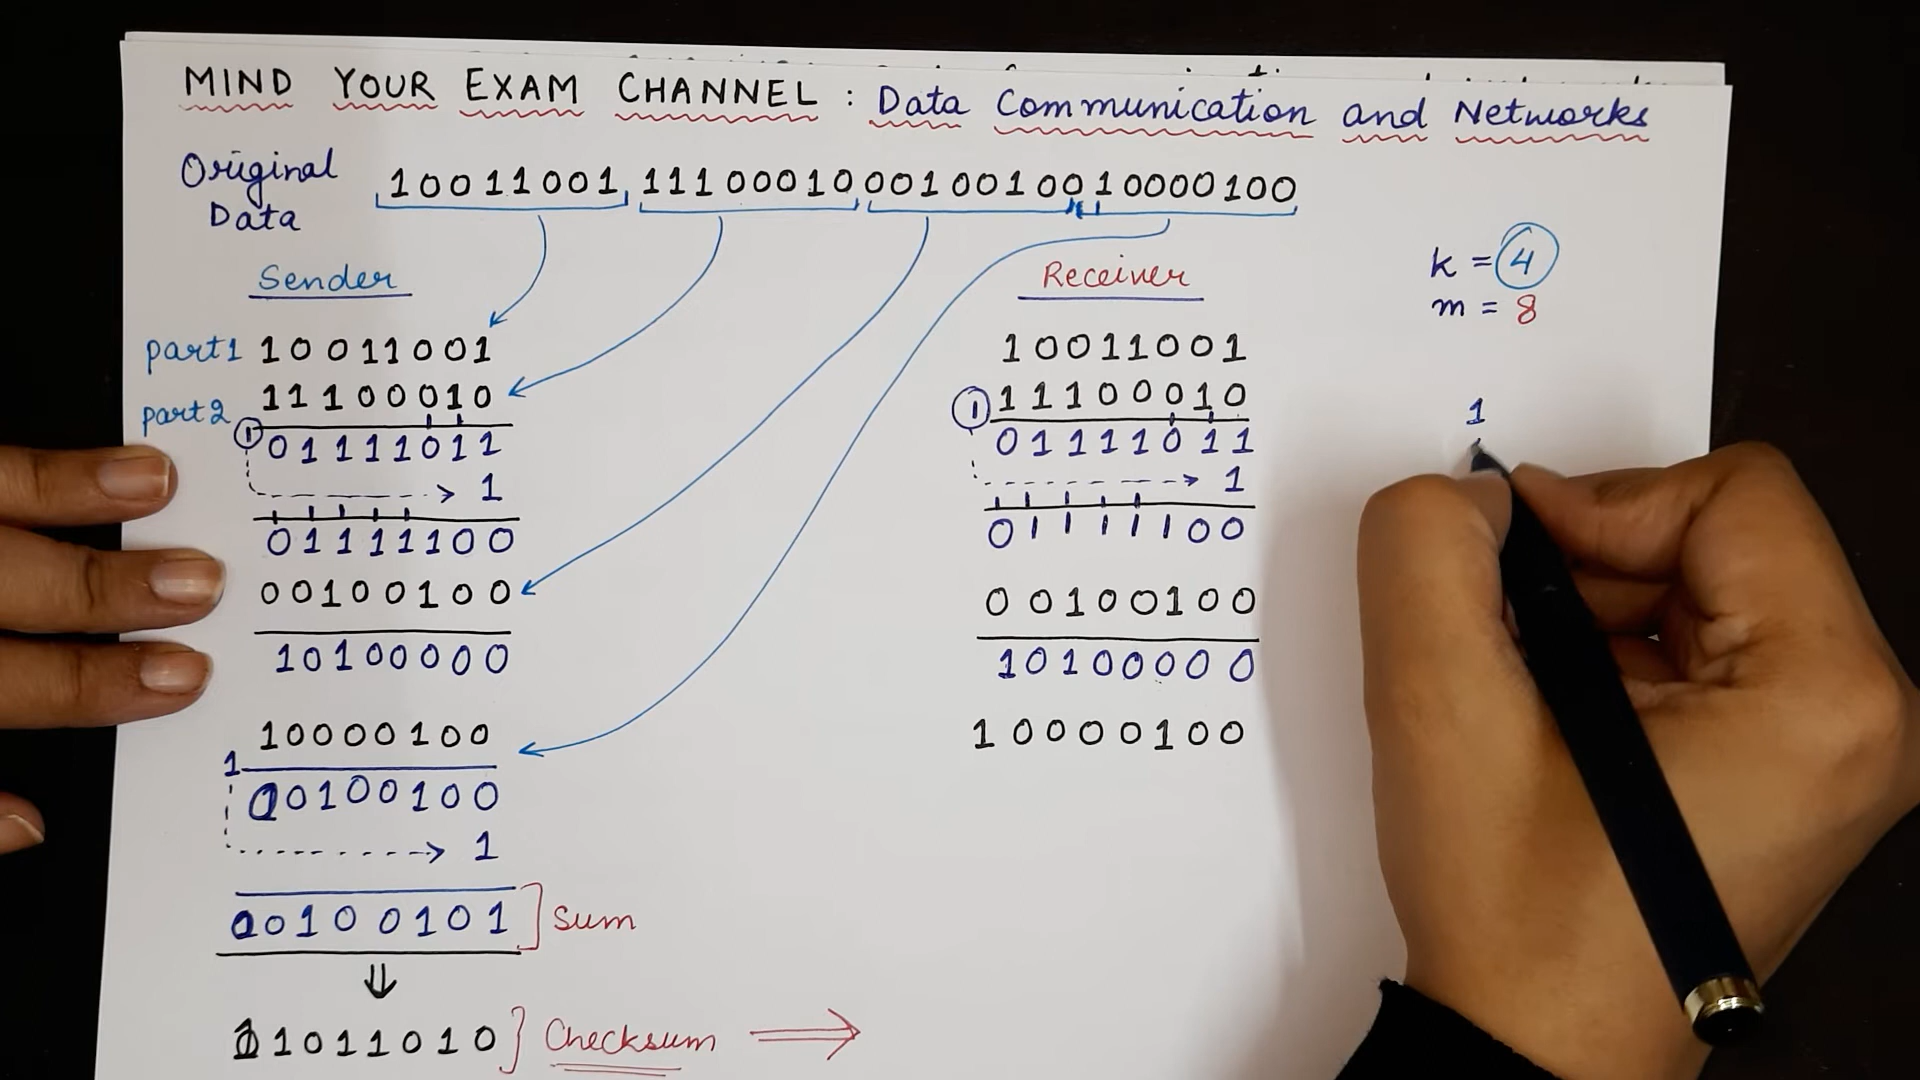 MIND YOUR EXAM CHANNEL : Data Communication and Networks
Original Data
10011001 11100010 00100100 10000100
Sender
part1 10011001
part2 11100010
1 01111011
1
01111100
00100100
10100000
10000100
1
00100100
1
00100101 Sum
⇓
11011010 Checksum ⇒
Receiver
10011001
1 11100010
01111011
1
01111100
00100100
10100000
10000100
k = 4
m = 8
1